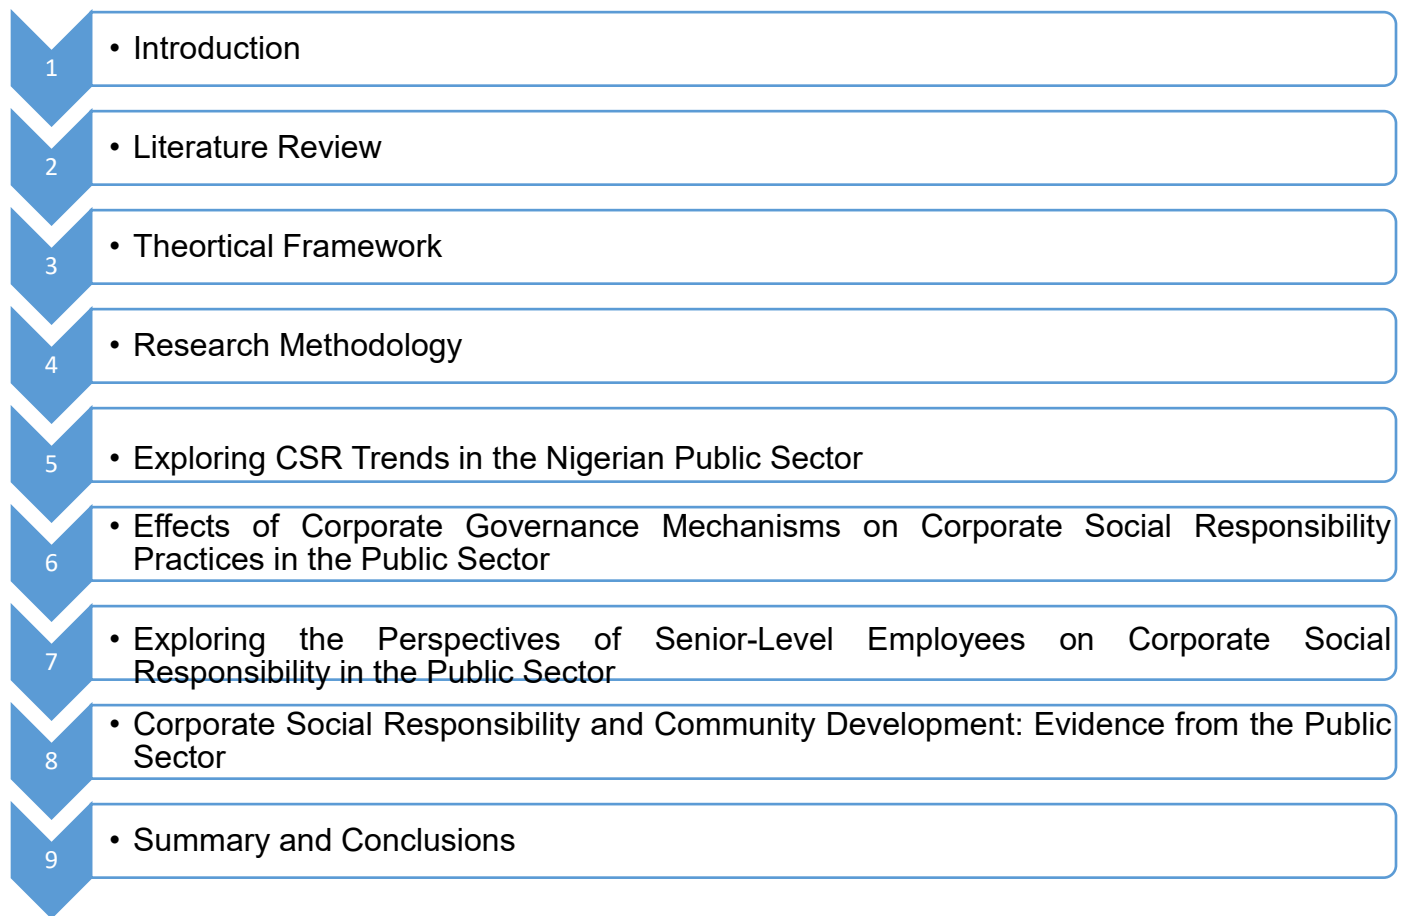 1
• Introduction
2
• Literature Review
3
• Theortical Framework
4
• Research Methodology
5
• Exploring CSR Trends in the Nigerian Public Sector
6
• Effects of Corporate Governance Mechanisms on Corporate Social Responsibility
Practices in the Public Sector
7
• Exploring the Perspectives of Senior-Level Employees on Corporate Social
Responsibility in the Public Sector
8
• Corporate Social Responsibility and Community Development: Evidence from the Public
Sector
9
• Summary and Conclusions